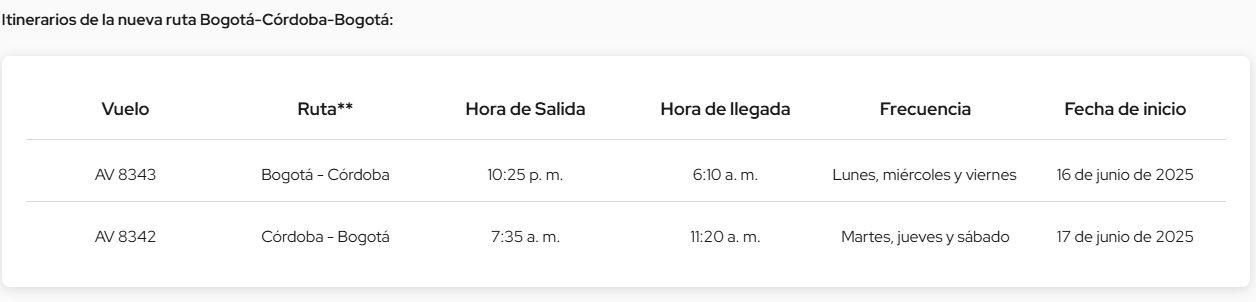 Itinerarios de la nueva ruta Bogotá-Córdoba-Bogotá:
Vuelo Ruta** Hora de Salida Hora de llegada Frecuencia Fecha de inicio
AV 8343 Bogotá - Córdoba 10:25 p. m. 6:10 a. m. Lunes, miércoles y viernes 16 de junio de 2025
AV 8342 Córdoba - Bogotá 7:35 a. m. 11:20 a. m. Martes, jueves y sábado 17 de junio de 2025